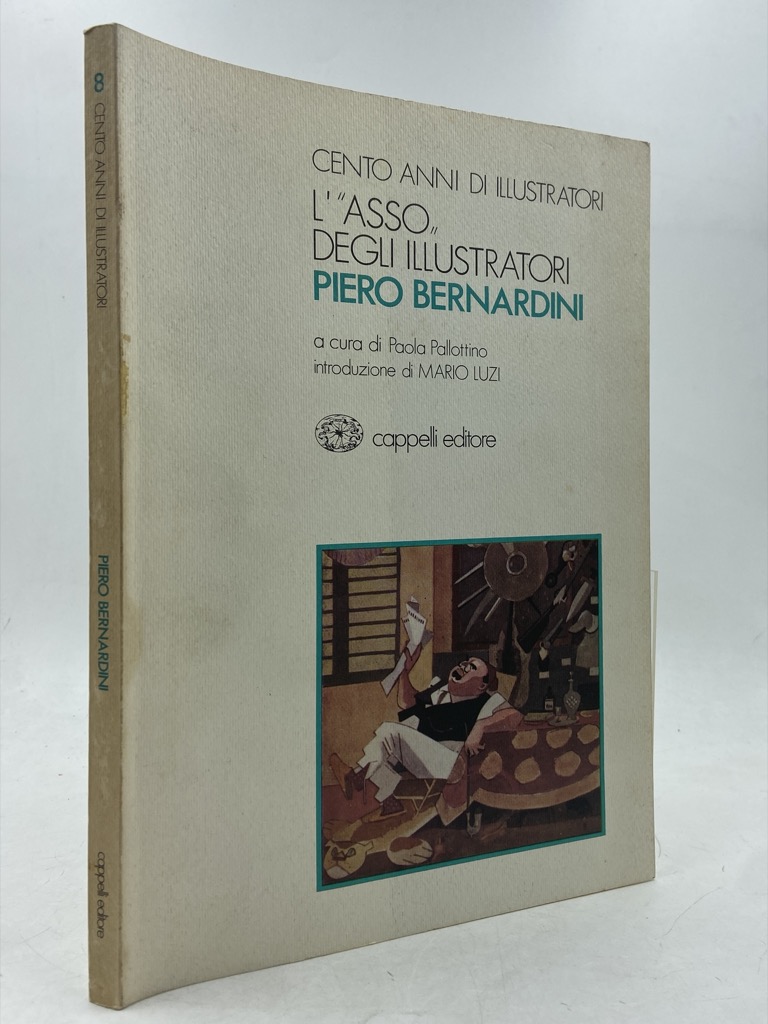 CENTO ANNI DI ILLUSTRATORI
L'"ASSO„
DEGLI ILLUSTRATORI
PIERO BERNARDINI
a cura di Paola Pallottino
introduzione di MARIO LUZI
cappelli editore
8 CENTO ANNI DI ILLUSTRATORI
PIERO BERNARDINI
cappelli editore